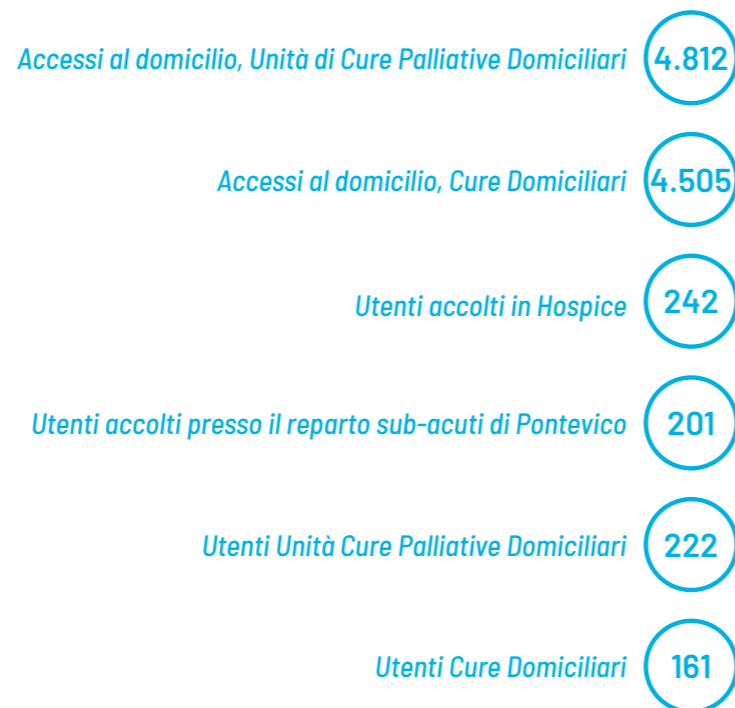 Accessi al domicilio, Unità di Cure Palliative Domiciliari 4.812
Accessi al domicilio, Cure Domiciliari 4.505
Utenti accolti in Hospice 242
Utenti accolti presso il reparto sub-acuti di Pontevico 201
Utenti Unità Cure Palliative Domiciliari 222
Utenti Cure Domiciliari 161